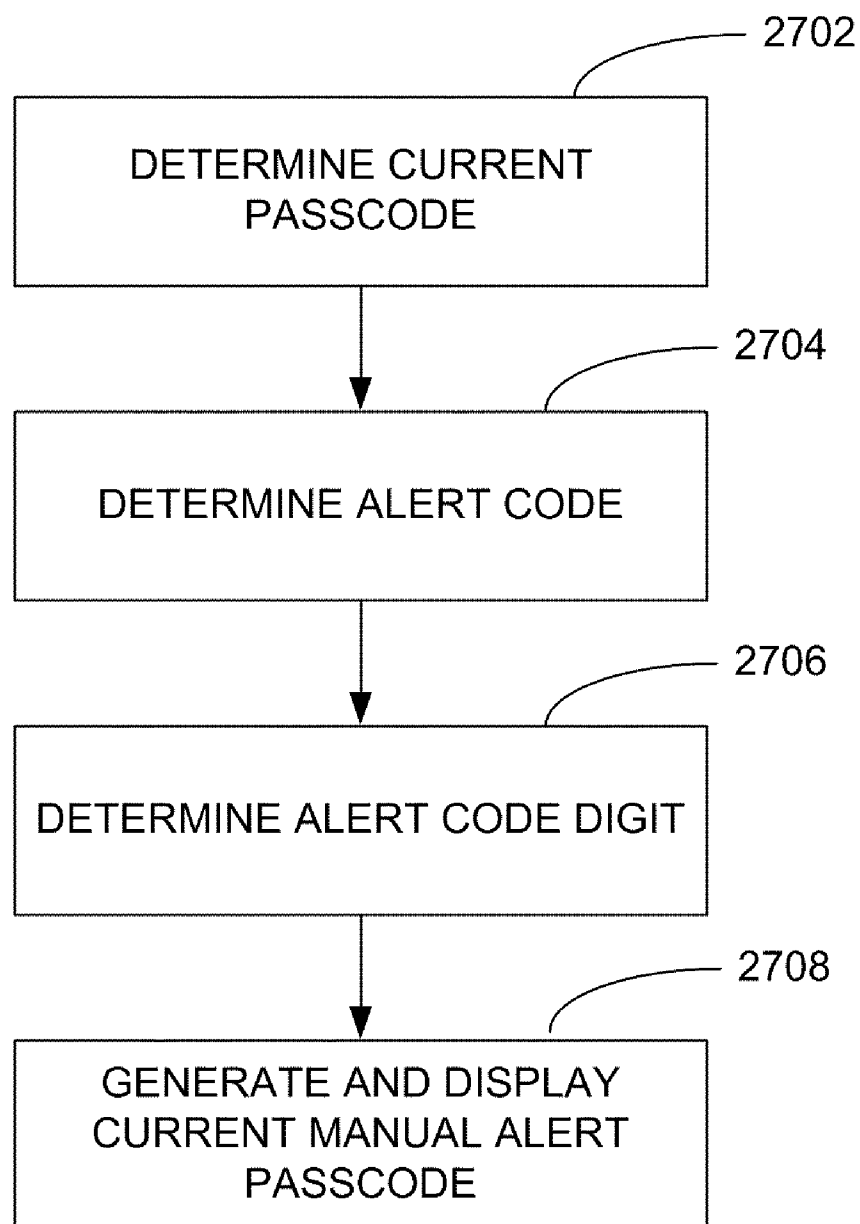 2702
DETERMINE CURRENT
PASSCODE
2704
DETERMINE ALERT CODE
2706
DETERMINE ALERT CODE DIGIT
2708
GENERATE AND DISPLAY
CURRENT MANUAL ALERT
PASSCODE